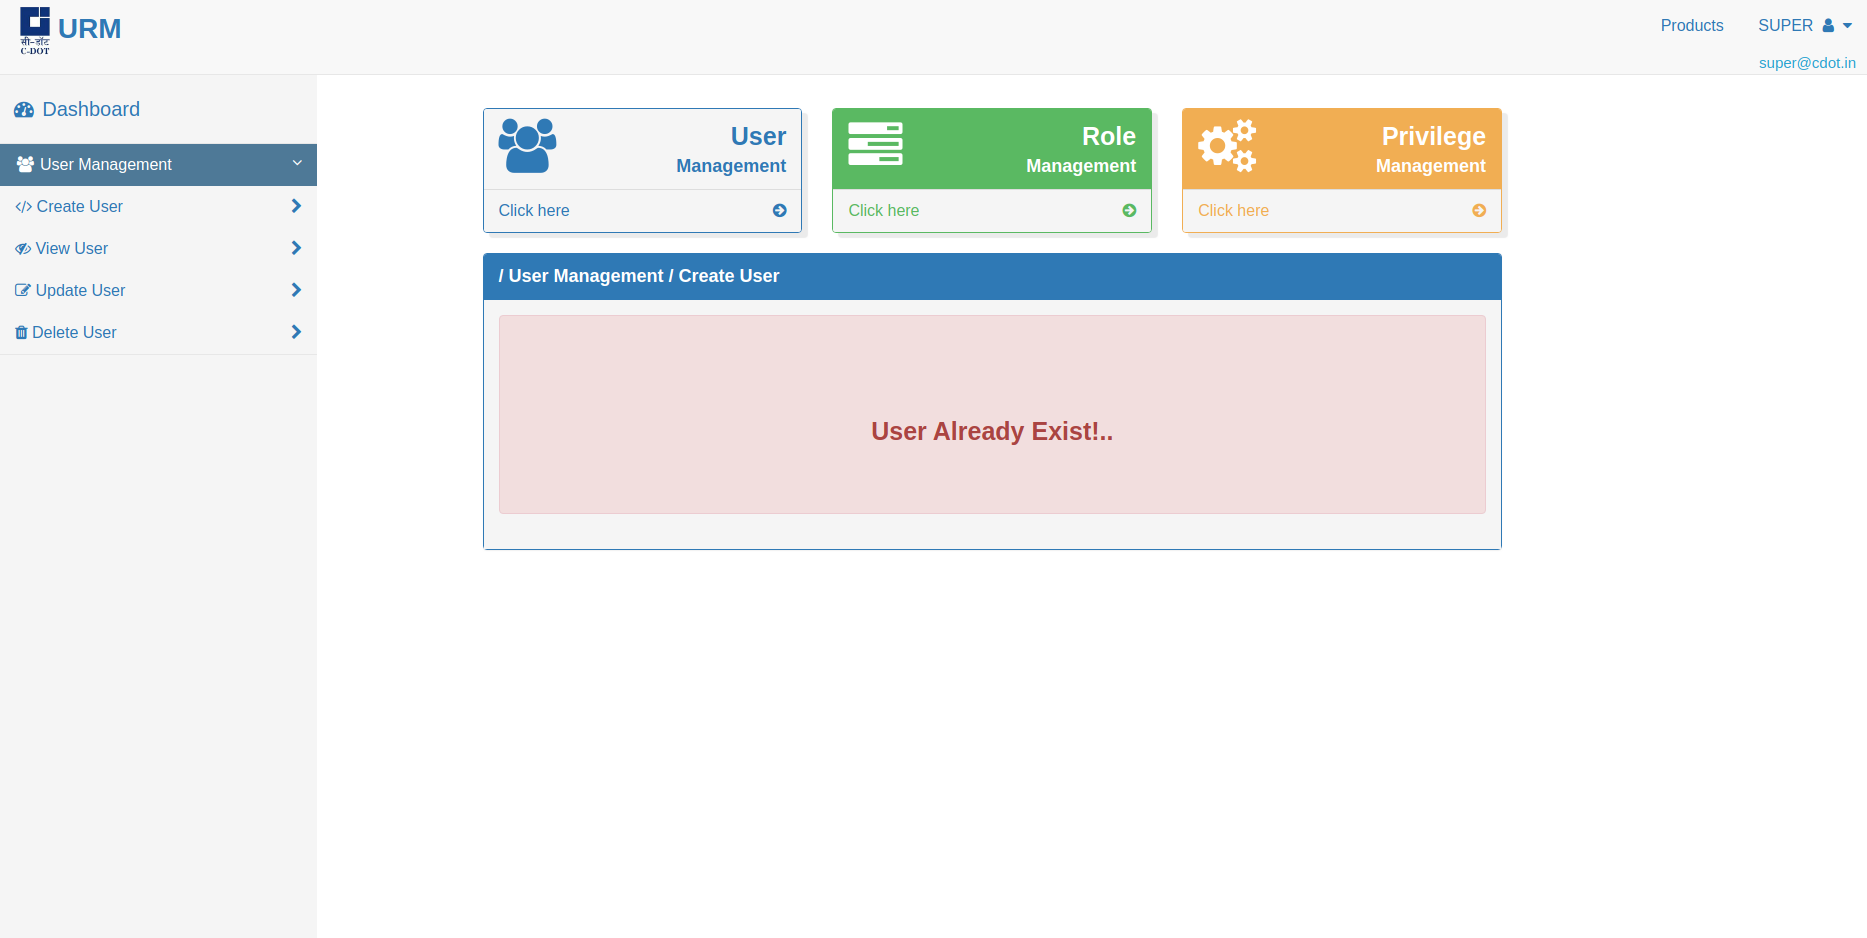 सी-डॉट
C-DOT
URM
Products
SUPER
super@cdot.in
Dashboard
User Management
Create User
View User
Update User
Delete User
User
Management
Click here
Role
Management
Click here
Privilege
Management
Click here
/ User Management / Create User
User Already Exist!..